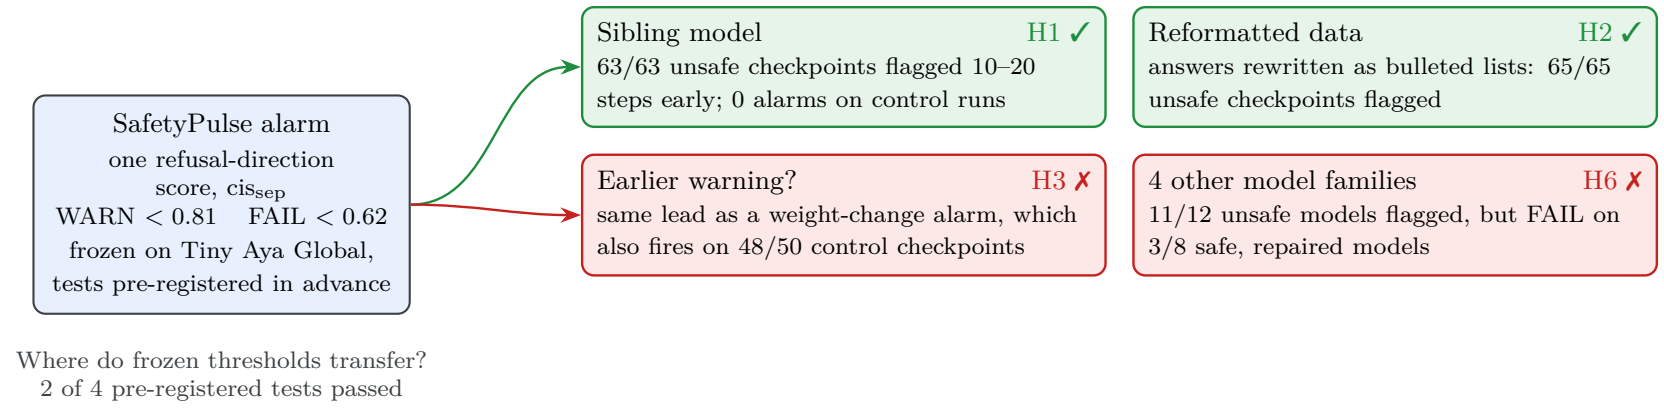 SafetyPulse alarm
one refusal-direction
score, cis_sep
WARN < 0.81 FAIL < 0.62
frozen on Tiny Aya Global,
tests pre-registered in advance
Where do frozen thresholds transfer?
2 of 4 pre-registered tests passed
Sibling model H1 ✓
63/63 unsafe checkpoints flagged 10–20
steps early; 0 alarms on control runs
Reformatted data H2 ✓
answers rewritten as bulleted lists: 65/65
unsafe checkpoints flagged
Earlier warning? H3 ✗
same lead as a weight-change alarm, which
also fires on 48/50 control checkpoints
4 other model families H6 ✗
11/12 unsafe models flagged, but FAIL on
3/8 safe, repaired models